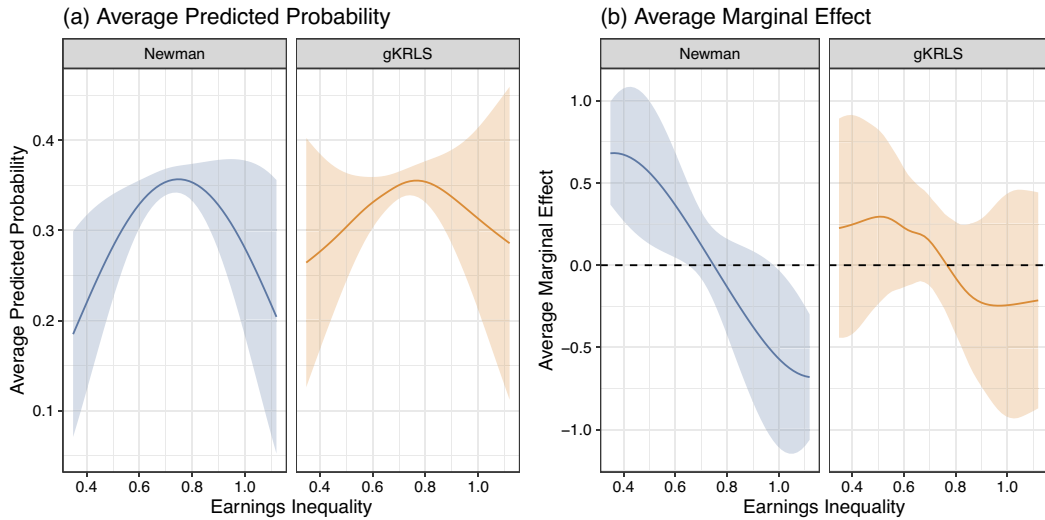 (a) Average Predicted Probability
Newman
gKRLS
Average Predicted Probability
0.4
0.3
0.2
0.1
0.4 0.6 0.8 1.0
0.4 0.6 0.8 1.0
Earnings Inequality
(b) Average Marginal Effect
Newman
gKRLS
Average Marginal Effect
1.0
0.5
0.0
−0.5
−1.0
0.4 0.6 0.8 1.0
0.4 0.6 0.8 1.0
Earnings Inequality